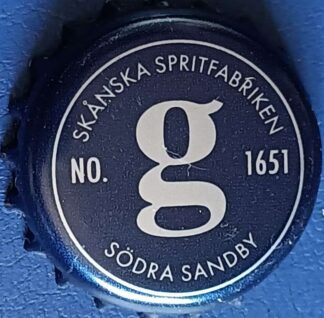 SKÅNSKA SPRITFABRIKEN
NO. g 1651
SÖDRA SANDBY